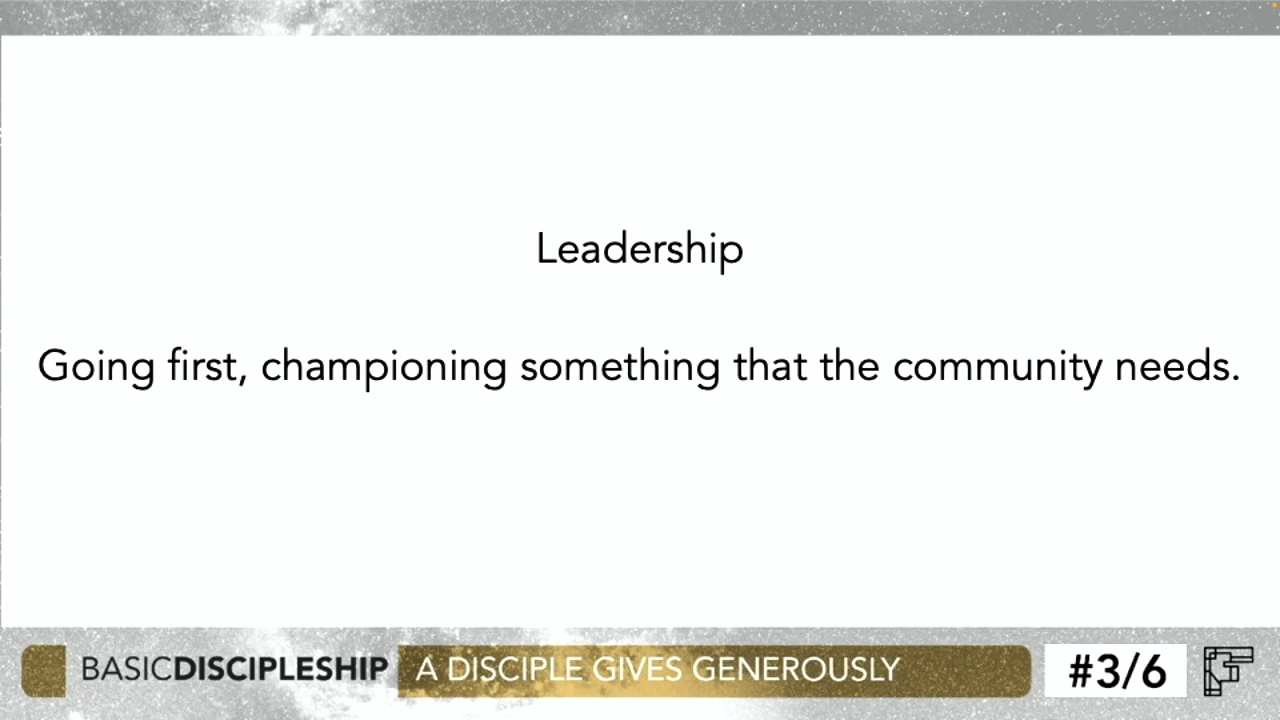 Leadership
Going first, championing something that the community needs.
BASICDISCIPLESHIP A DISCIPLE GIVES GENEROUSLY #3/6